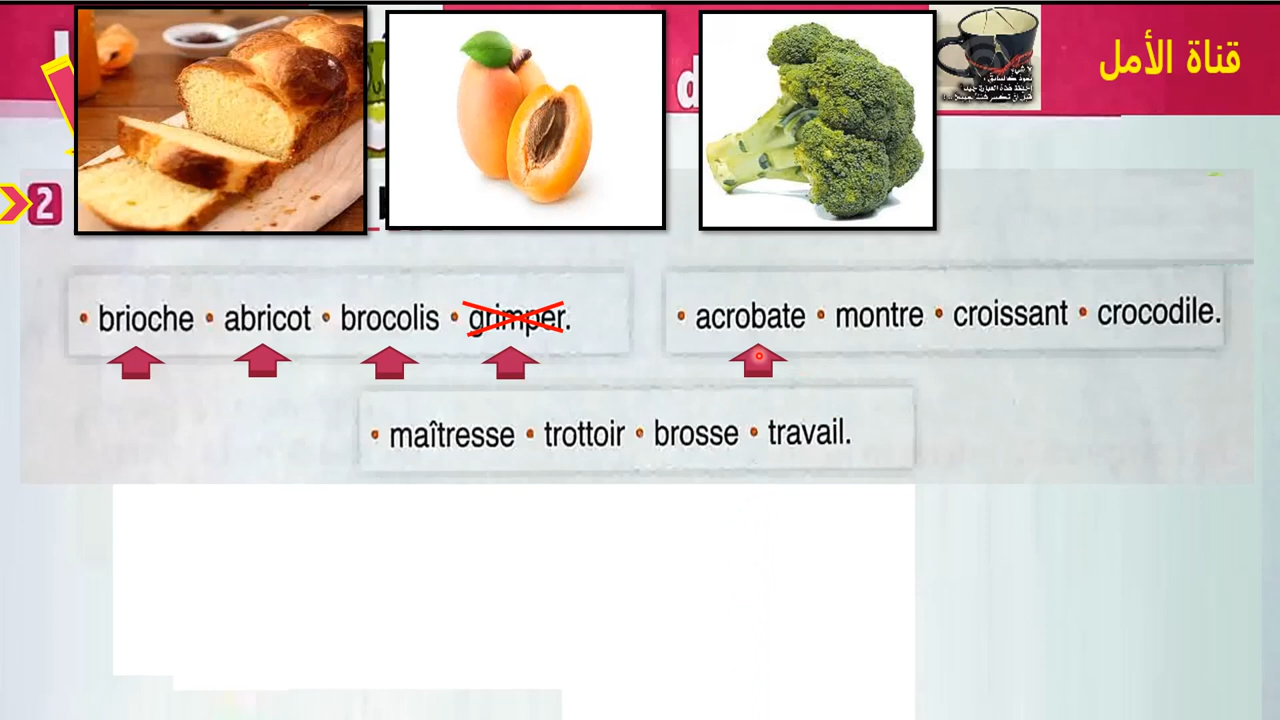 قناة الأمل
d
2
• brioche • abricot • brocolis • grimper.
• acrobate • montre • croissant • crocodile.
• maîtresse • trottoir • brosse • travail.